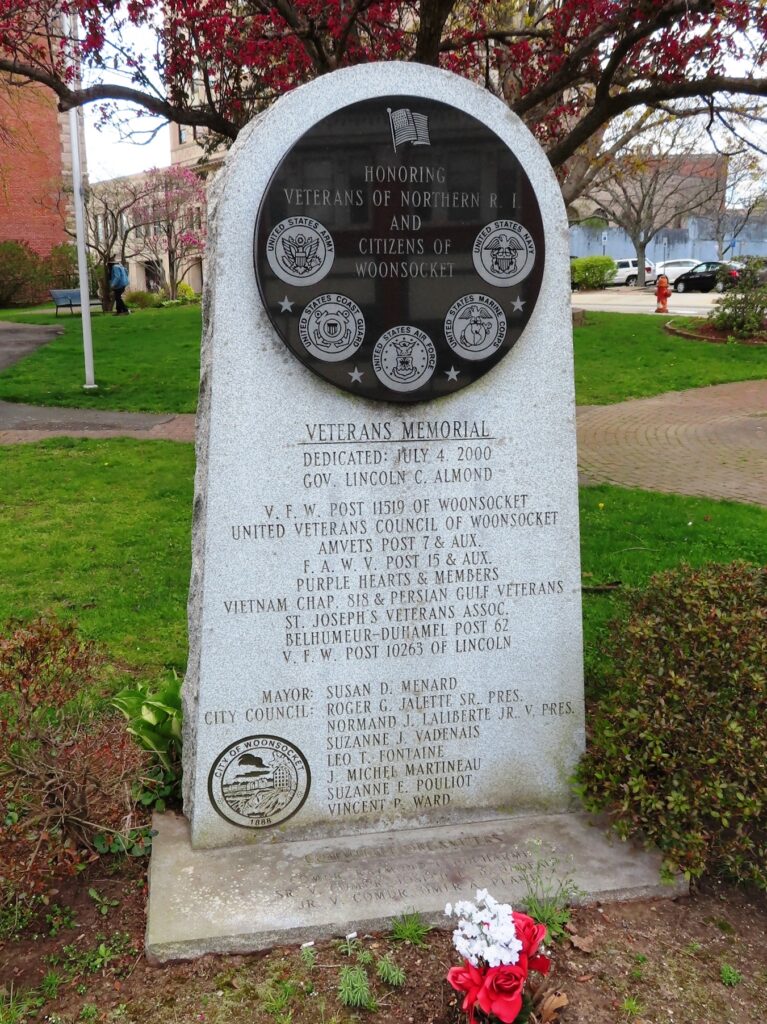 HONORING
VETERANS OF NORTHERN R. I.
AND
CITIZENS OF
WOONSOCKET
UNITED STATES ARMY
UNITED STATES NAVY
UNITED STATES COAST GUARD
UNITED STATES AIR FORCE
UNITED STATES MARINE CORPS
VETERANS MEMORIAL
DEDICATED: JULY 4, 2000
GOV. LINCOLN C. ALMOND
V. F. W. POST 11519 OF WOONSOCKET
UNITED VETERANS COUNCIL OF WOONSOCKET
AMVETS POST 7 & AUX.
F. A. W. V. POST 15 & AUX.
PURPLE HEARTS & MEMBERS
VIETNAM CHAP. 818 & PERSIAN GULF VETERANS
ST. JOSEPH'S VETERANS ASSOC.
BELHUMEUR-DUHAMEL POST 62
V. F. W. POST 10263 OF LINCOLN
MAYOR: SUSAN D. MENARD
CITY COUNCIL: ROGER G. JALETTE SR., PRES.
NORMAND J. LALIBERTE JR., V. PRES.
SUZANNE J. VADENAIS
LEO T. FONTAINE
J. MICHEL MARTINEAU
SUZANNE E. POULIOT
VINCENT P. WARD
CITY OF WOONSOCKET
1888
SR. V. COMDR.
JR. V. COMDR. OMER A.